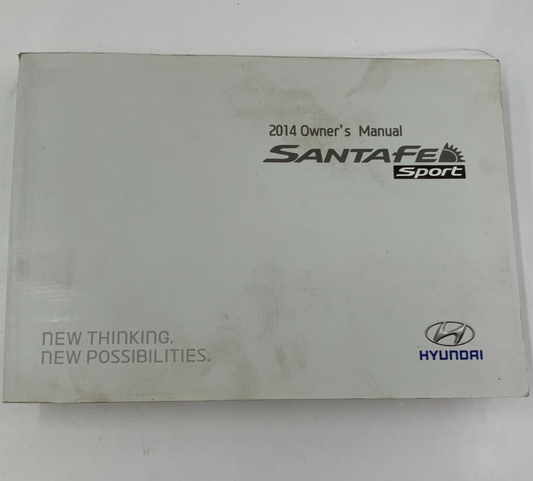 2014 Owner's Manual
SANTAFE
Sport
NEW THINKING.
NEW POSSIBILITIES.
HYUNDAI